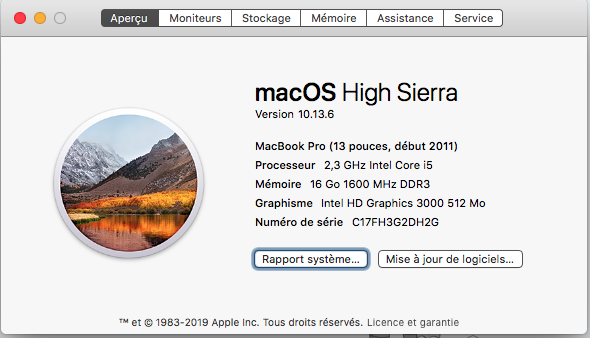 Aperçu Moniteurs Stockage Mémoire Assistance Service
macOS High Sierra
Version 10.13.6
MacBook Pro (13 pouces, début 2011)
Processeur 2,3 GHz Intel Core i5
Mémoire 16 Go 1600 MHz DDR3
Graphisme Intel HD Graphics 3000 512 Mo
Numéro de série C17FH3G2DH2G
Rapport système... Mise à jour de logiciels...
™ et © 1983-2019 Apple Inc. Tous droits réservés. Licence et garantie